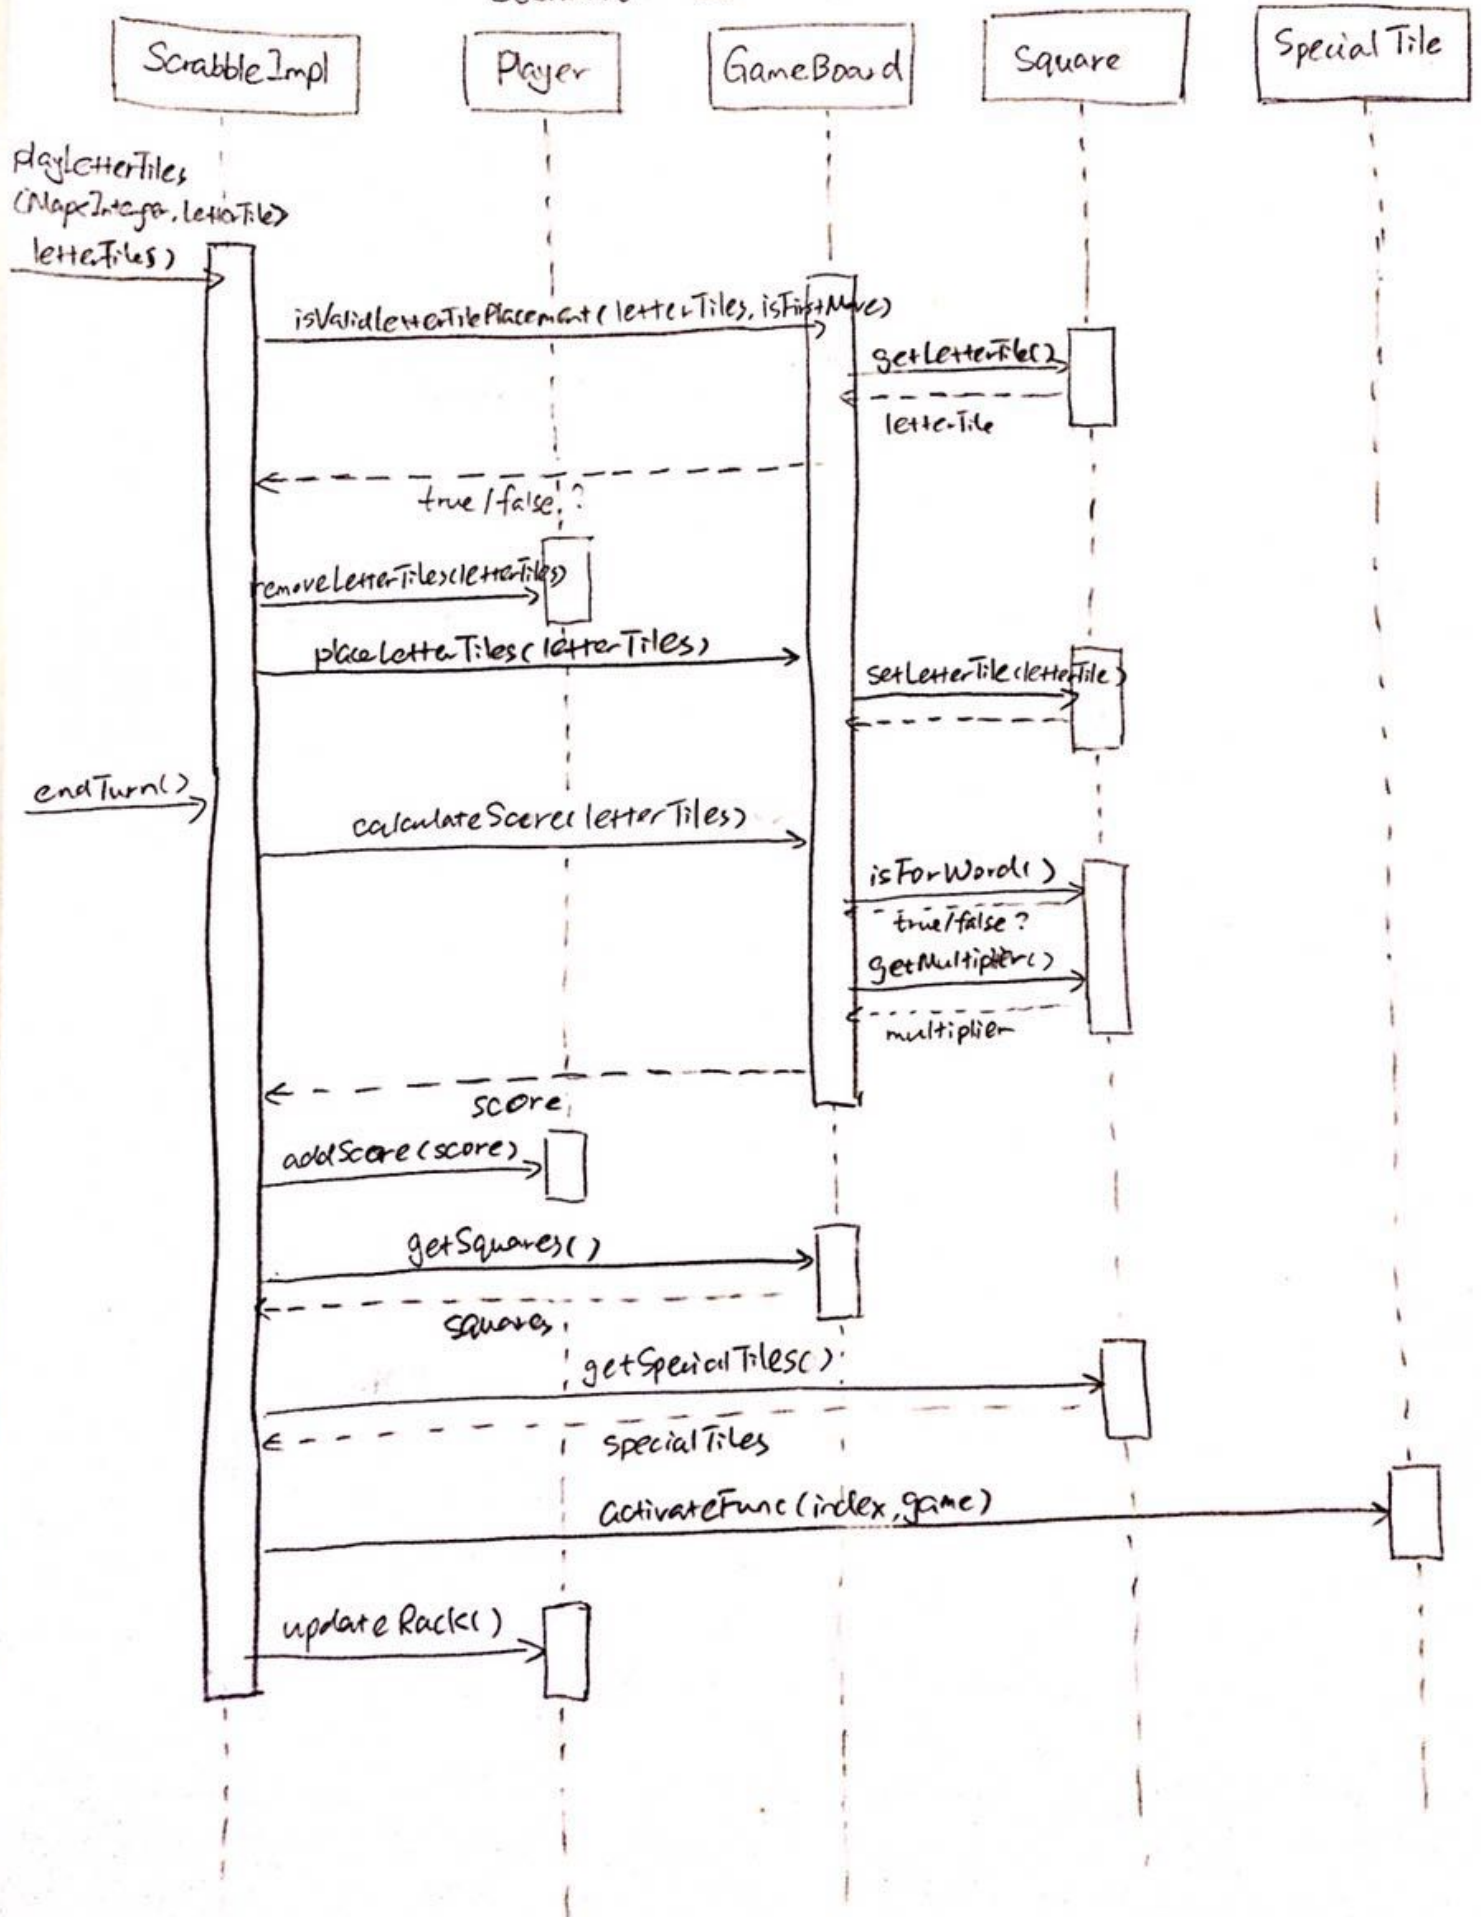 ScrabbleImpl
Player
GameBoard
Square
Special Tile
playLetterTiles
(Map<Integer, LetterTile>
letterTiles)
isValidLetterTilePlacement(letterTiles, isFirstMove)
getLetterTile()
letterTile
true/false?
removeLetterTiles(letterTiles)
placeLetterTiles(letterTiles)
setLetterTile(letterTile)
endTurn()
calculateScore(letterTiles)
isForWord()
true/false?
getMultiplier()
multiplier
score
addScore(score)
getSquares()
squares
getSpecialTiles()
specialTiles
activateFunc(index, game)
updateRack()